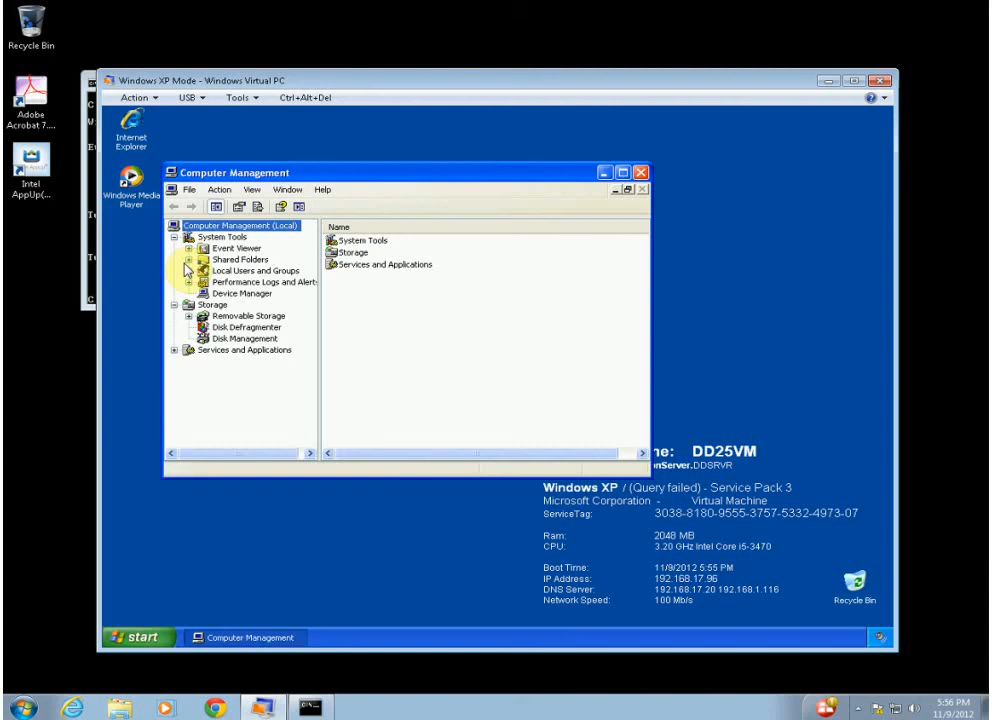 Recycle Bin
Adobe
Acrobat 7....
Intel
AppUp(...
Windows XP Mode - Windows Virtual PC
Action USB Tools Ctrl+Alt+Del
Internet
Explorer
Windows Media
Player
Computer Management
File Action View Window Help
Computer Management (Local)
System Tools
Event Viewer
Shared Folders
Local Users and Groups
Performance Logs and Alert
Device Manager
Storage
Removable Storage
Disk Defragmenter
Disk Management
Services and Applications
Name
System Tools
Storage
Services and Applications
ne: DD25VM
onServer.DDSRVR
Windows XP / (Query failed) - Service Pack 3
Microsoft Corporation - Virtual Machine
ServiceTag: 3038-8180-9555-3757-5332-4973-07
Ram: 2048 MB
CPU: 3.20 GHz Intel Core i5-3470
Boot Time: 11/9/2012 5:55 PM
IP Address: 192.168.17.96
DNS Server: 192.168.17.20 192.168.1.116
Network Speed: 100 Mb/s
Recycle Bin
start Computer Management
5:56 PM
11/9/2012